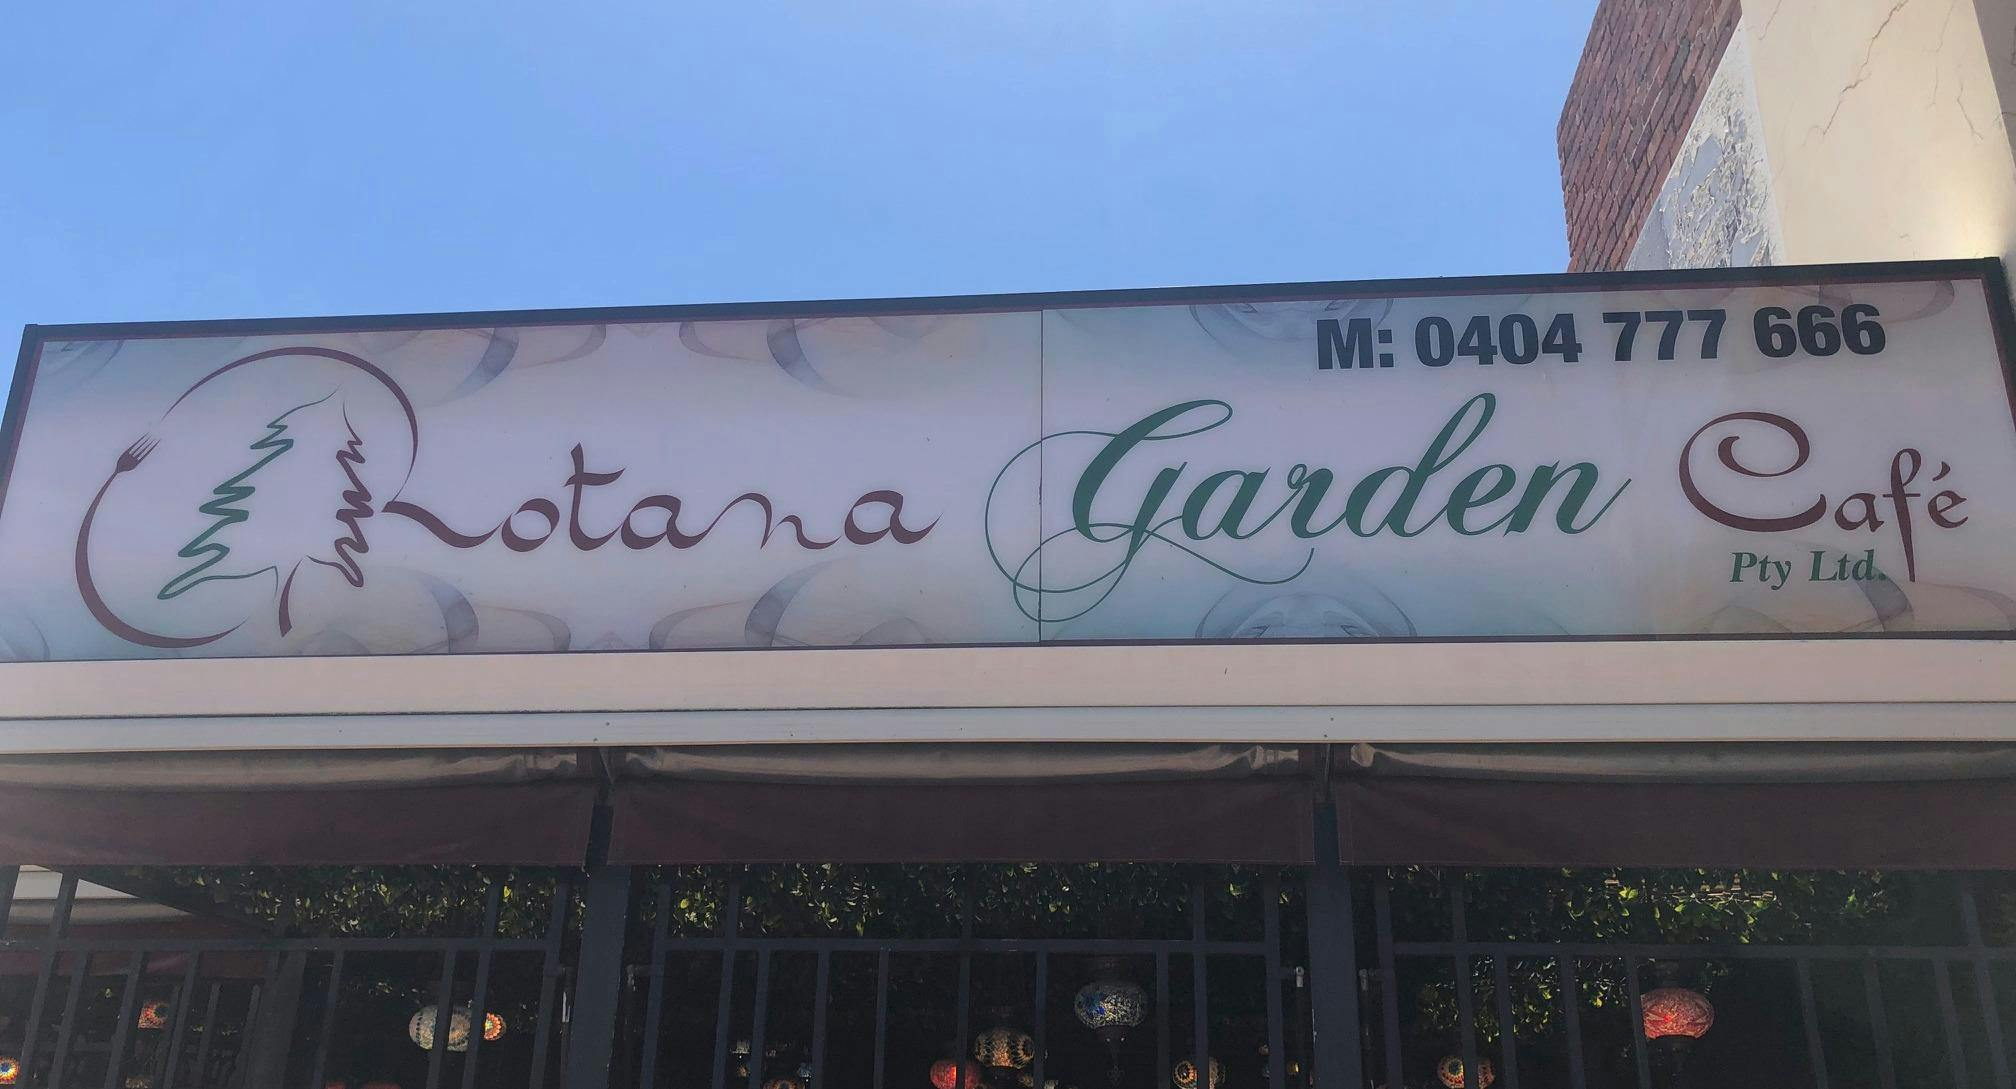 M: 0404 777 666
Rotana Garden Café
Pty Ltd.